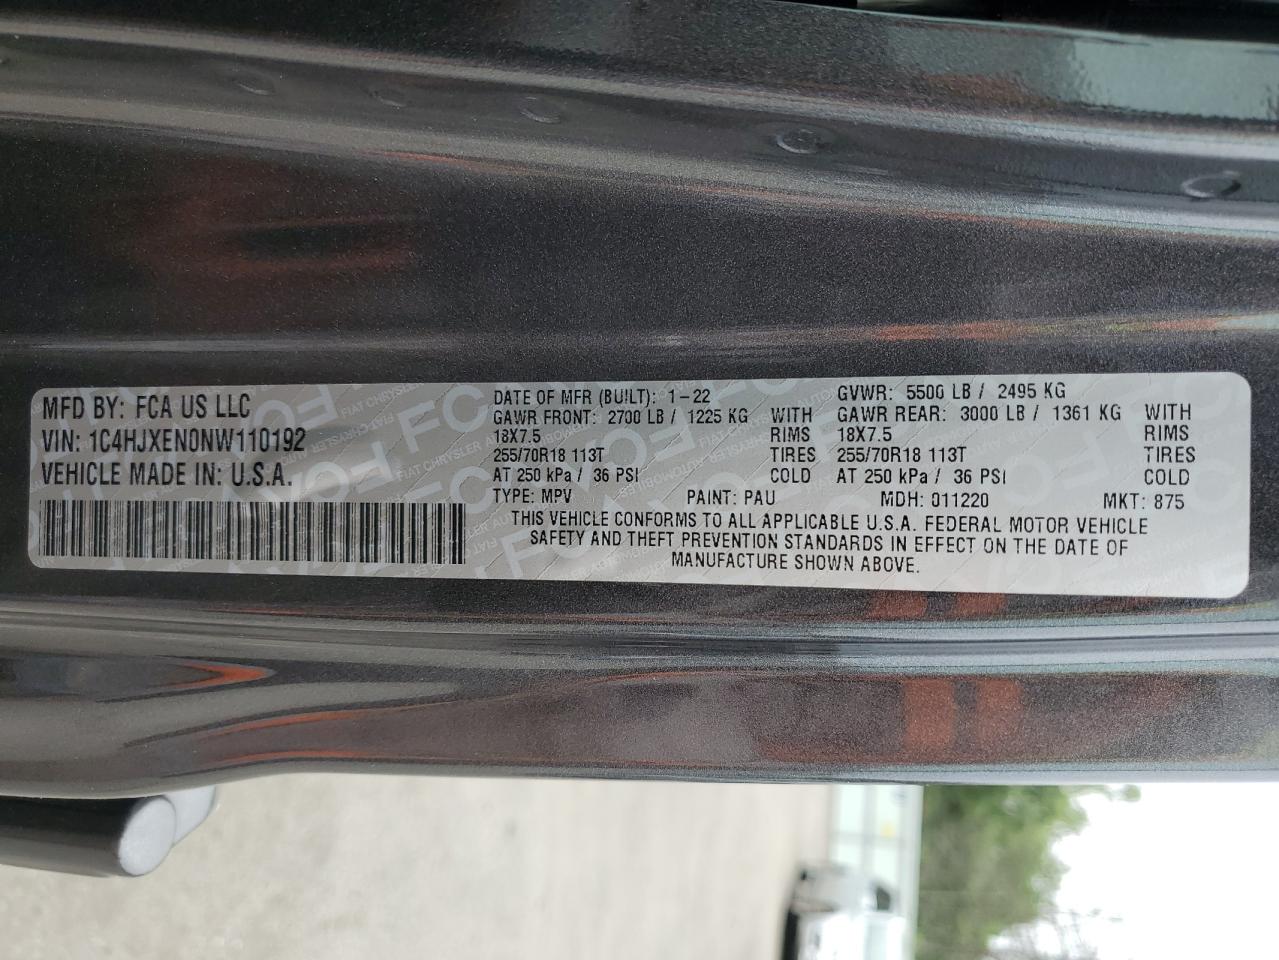 MFD BY: FCA US LLC
VIN: 1C4HJXEN0NW110192
VEHICLE MADE IN: U.S.A.
DATE OF MFR (BUILT): 1-22 GVWR: 5500 LB / 2495 KG
GAWR FRONT: 2700 LB / 1225 KG WITH GAWR REAR: 3000 LB / 1361 KG WITH
18X7.5 RIMS 18X7.5 RIMS
255/70R18 113T TIRES 255/70R18 113T TIRES
AT 250 kPa / 36 PSI COLD AT 250 kPa / 36 PSI COLD
TYPE: MPV PAINT: PAU MDH: 011220 MKT: 875
THIS VEHICLE CONFORMS TO ALL APPLICABLE U.S.A. FEDERAL MOTOR VEHICLE
SAFETY AND THEFT PREVENTION STANDARDS IN EFFECT ON THE DATE OF
MANUFACTURE SHOWN ABOVE.